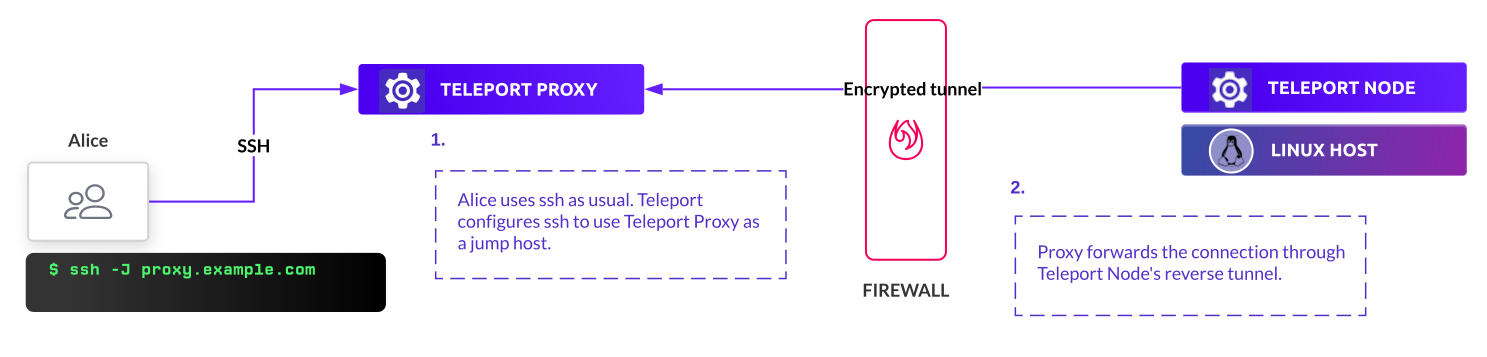 Alice
$ ssh -J proxy.example.com
SSH
TELEPORT PROXY
1.
Alice uses ssh as usual. Teleport
configures ssh to use Teleport Proxy as
a jump host.
Encrypted tunnel
FIREWALL
TELEPORT NODE
LINUX HOST
2.
Proxy forwards the connection through
Teleport Node's reverse tunnel.